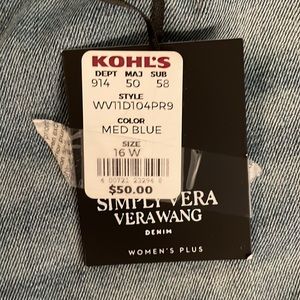 KOHL'S
DEPT MAJ SUB
914 50 58
STYLE
WV11D104PR9
COLOR
MED BLUE
SIZE
16 W
$50.00
SIMPLY VERA
VERAWANG
DENIM
WOMEN'S PLUS